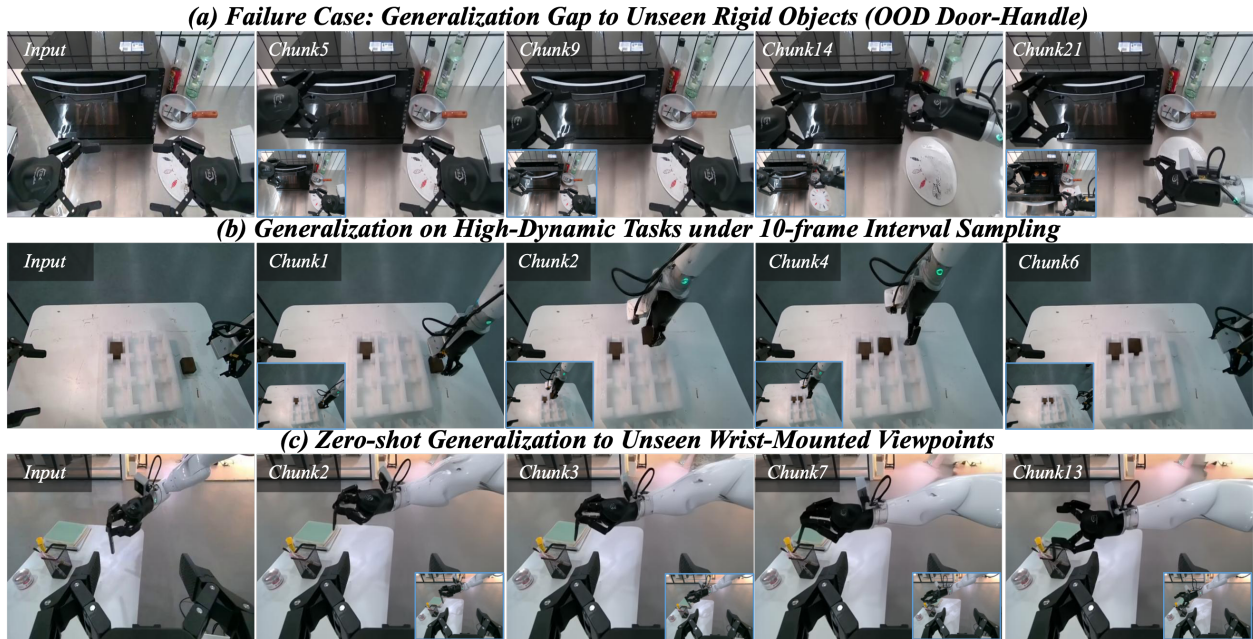 (a) Failure Case: Generalization Gap to Unseen Rigid Objects (OOD Door-Handle)
Input
Chunk5
Chunk9
Chunk14
Chunk21
(b) Generalization on High-Dynamic Tasks under 10-frame Interval Sampling
Input
Chunk1
Chunk2
Chunk4
Chunk6
(c) Zero-shot Generalization to Unseen Wrist-Mounted Viewpoints
Input
Chunk2
Chunk3
Chunk7
Chunk13